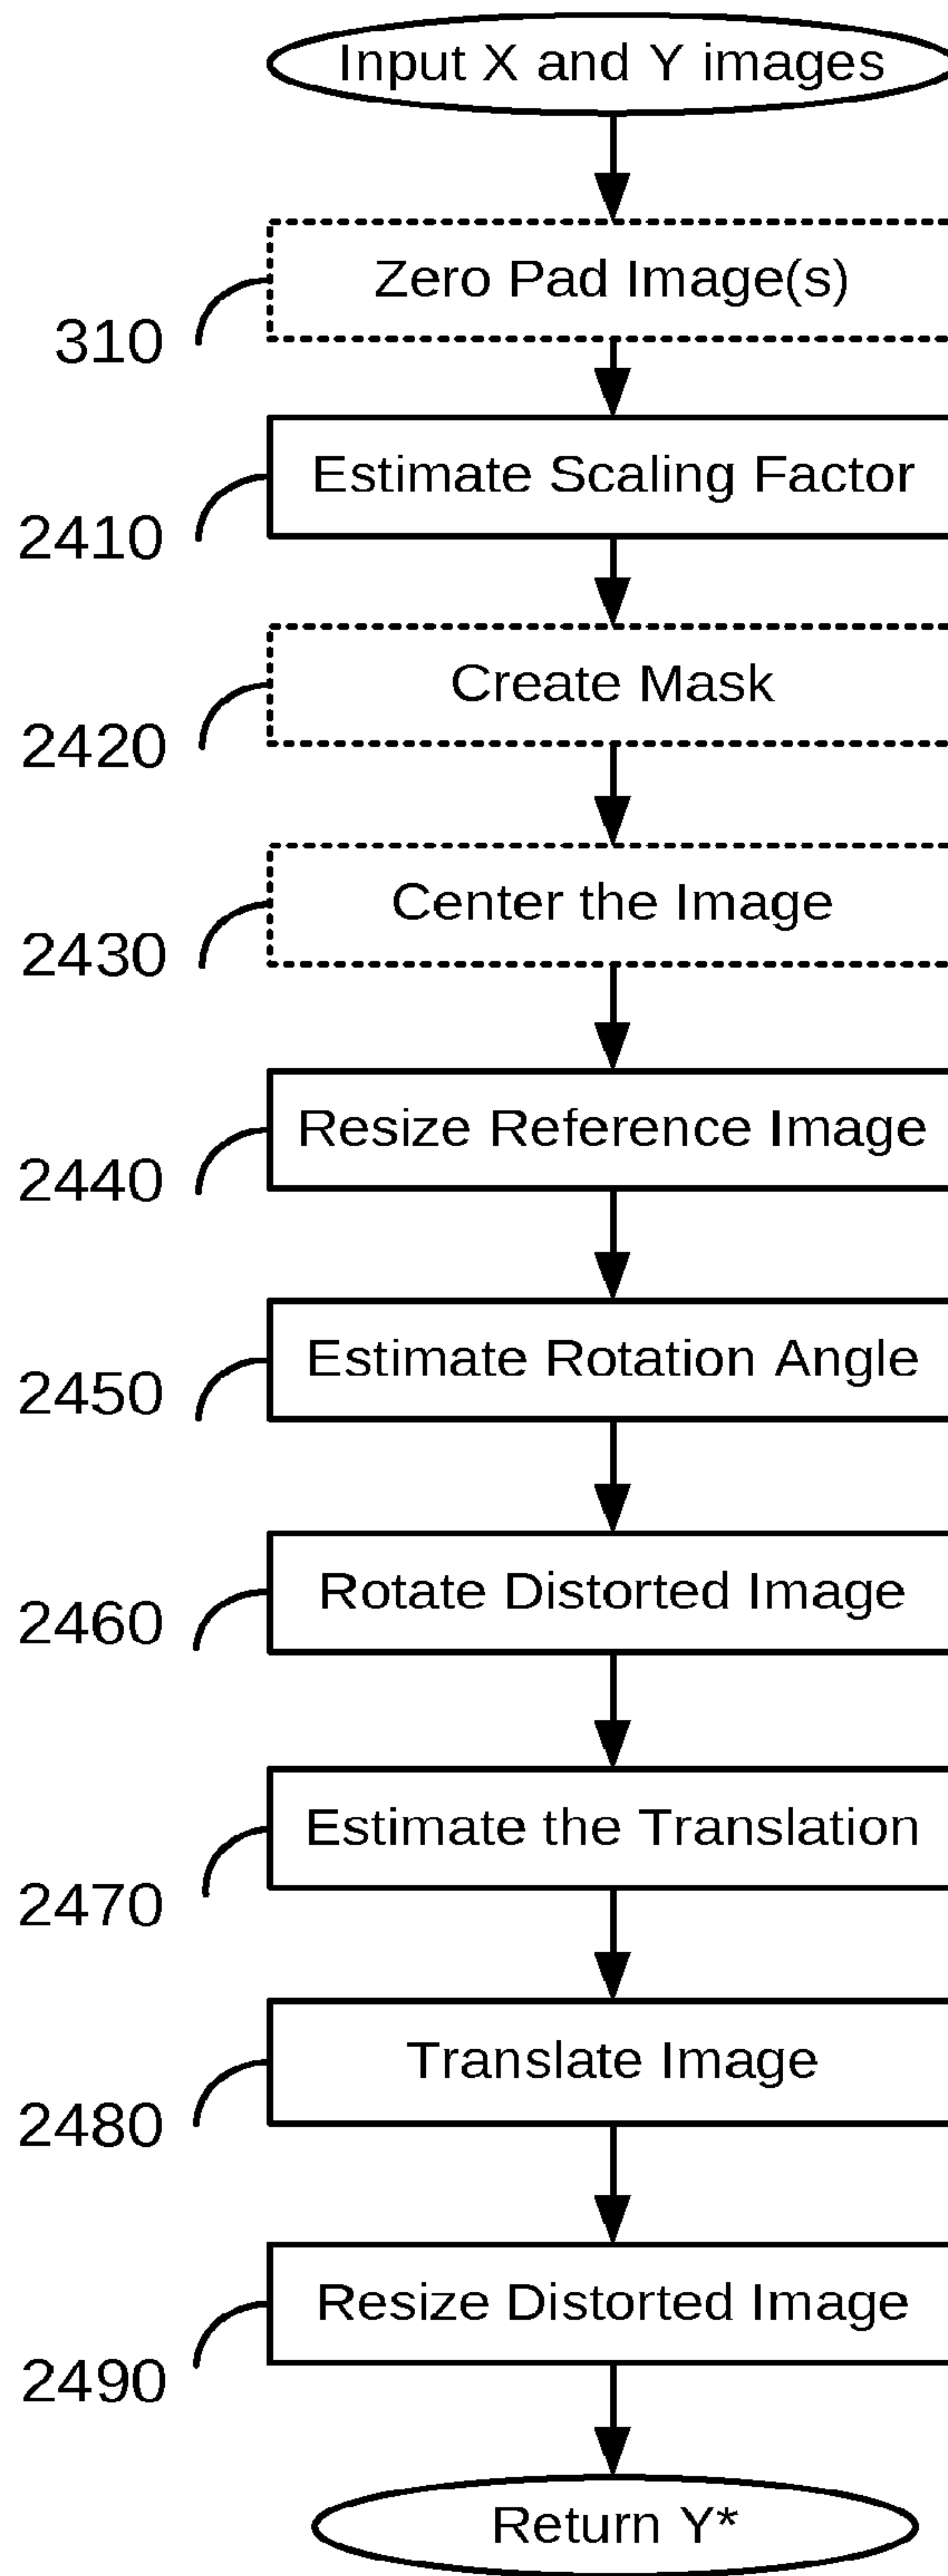 Input X and Y images
Zero Pad Image(s)
310
Estimate Scaling Factor
2410
Create Mask
2420
Center the Image
2430
Resize Reference Image
2440
Estimate Rotation Angle
2450
Rotate Distorted Image
2460
Estimate the Translation
2470
Translate Image
2480
Resize Distorted Image
2490
Return Y*